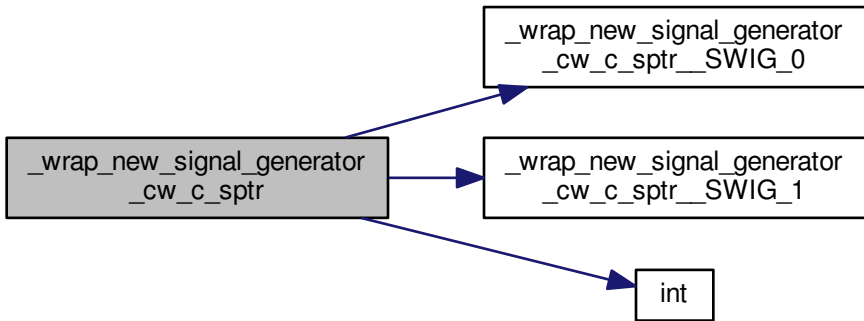 _wrap_new_signal_generator
_cw_c_sptr__SWIG_0
_wrap_new_signal_generator
_cw_c_sptr
_wrap_new_signal_generator
_cw_c_sptr__SWIG_1
int